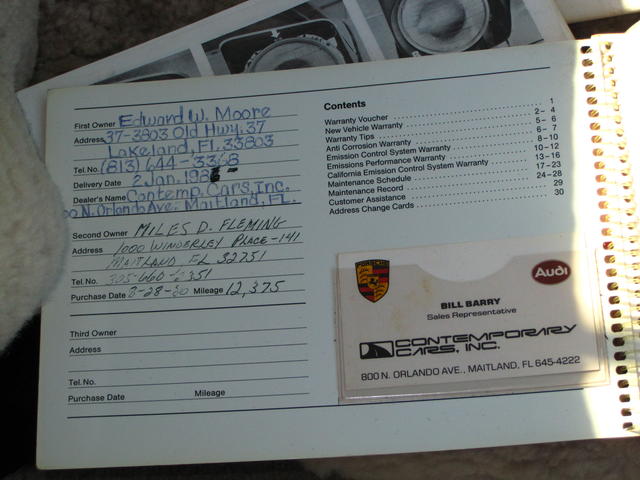 First Owner Edward W. Moore
Address 37-3803 Old Hwy. 37
Lakeland, FL. 33803
Tel. No. (813) 644-3368
Delivery Date 2 Jan. 198
Dealer's Name Contemp. Cars, Inc.
00 N. Orlando Ave. Maitland, FL.
Second Owner MILES D. FLEMING
Address 1000 WINDERLEY PLACE-141
MAITLAND FL 32751
Tel. No. 305-660-
Purchase Date Mileage 12,375
Third Owner
Address
Tel. No.
Purchase Date Mileage
Contents
Warranty Voucher 1
New Vehicle Warranty 2- 4
Warranty Tips 5- 6
Anti Corrosion Warranty 6- 7
Emission Control System Warranty 8-10
Emissions Performance Warranty 10-12
California Emission Control System Warranty 13-16
Maintenance Schedule 17-23
Maintenance Record 24-28
Customer Assistance 29
Address Change Cards 30
PORSCHE
Audi
BILL BARRY
Sales Representative
CONTEMPORARY
CARS, INC.
800 N. ORLANDO AVE., MAITLAND, FL 645-4222